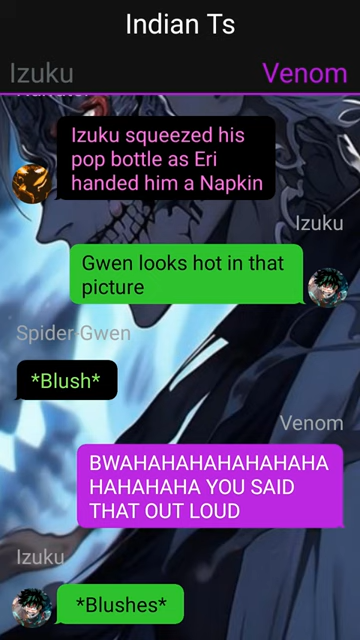 Indian Ts
Izuku
Venom
Narrator
Izuku squeezed his
pop bottle as Eri
handed him a Napkin
Izuku
Gwen looks hot in that
picture
Spider-Gwen
*Blush*
Venom
BWAHAHAHAHAHAHAHA
HAHAHAHA YOU SAID
THAT OUT LOUD
Izuku
*Blushes*